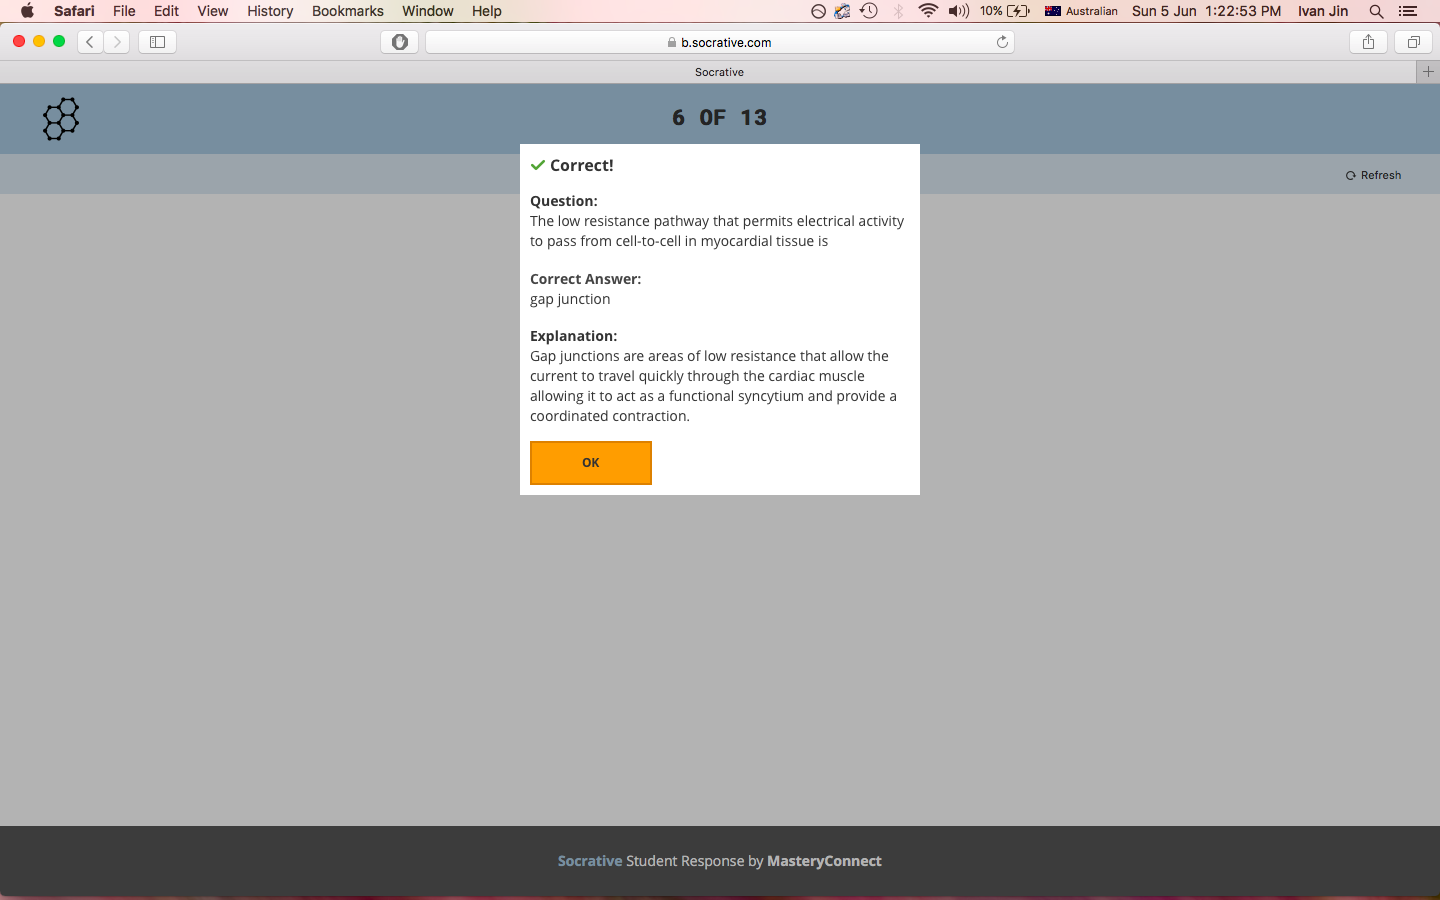 Safari File Edit View History Bookmarks Window Help 10% Australian Sun 5 Jun 1:22:53 PM Ivan Jin
b.socrative.com
Socrative
6 OF 13
Refresh
Correct!
Question:
The low resistance pathway that permits electrical activity
to pass from cell-to-cell in myocardial tissue is
Correct Answer:
gap junction
Explanation:
Gap junctions are areas of low resistance that allow the
current to travel quickly through the cardiac muscle
allowing it to act as a functional syncytium and provide a
coordinated contraction.
OK
Socrative Student Response by MasteryConnect